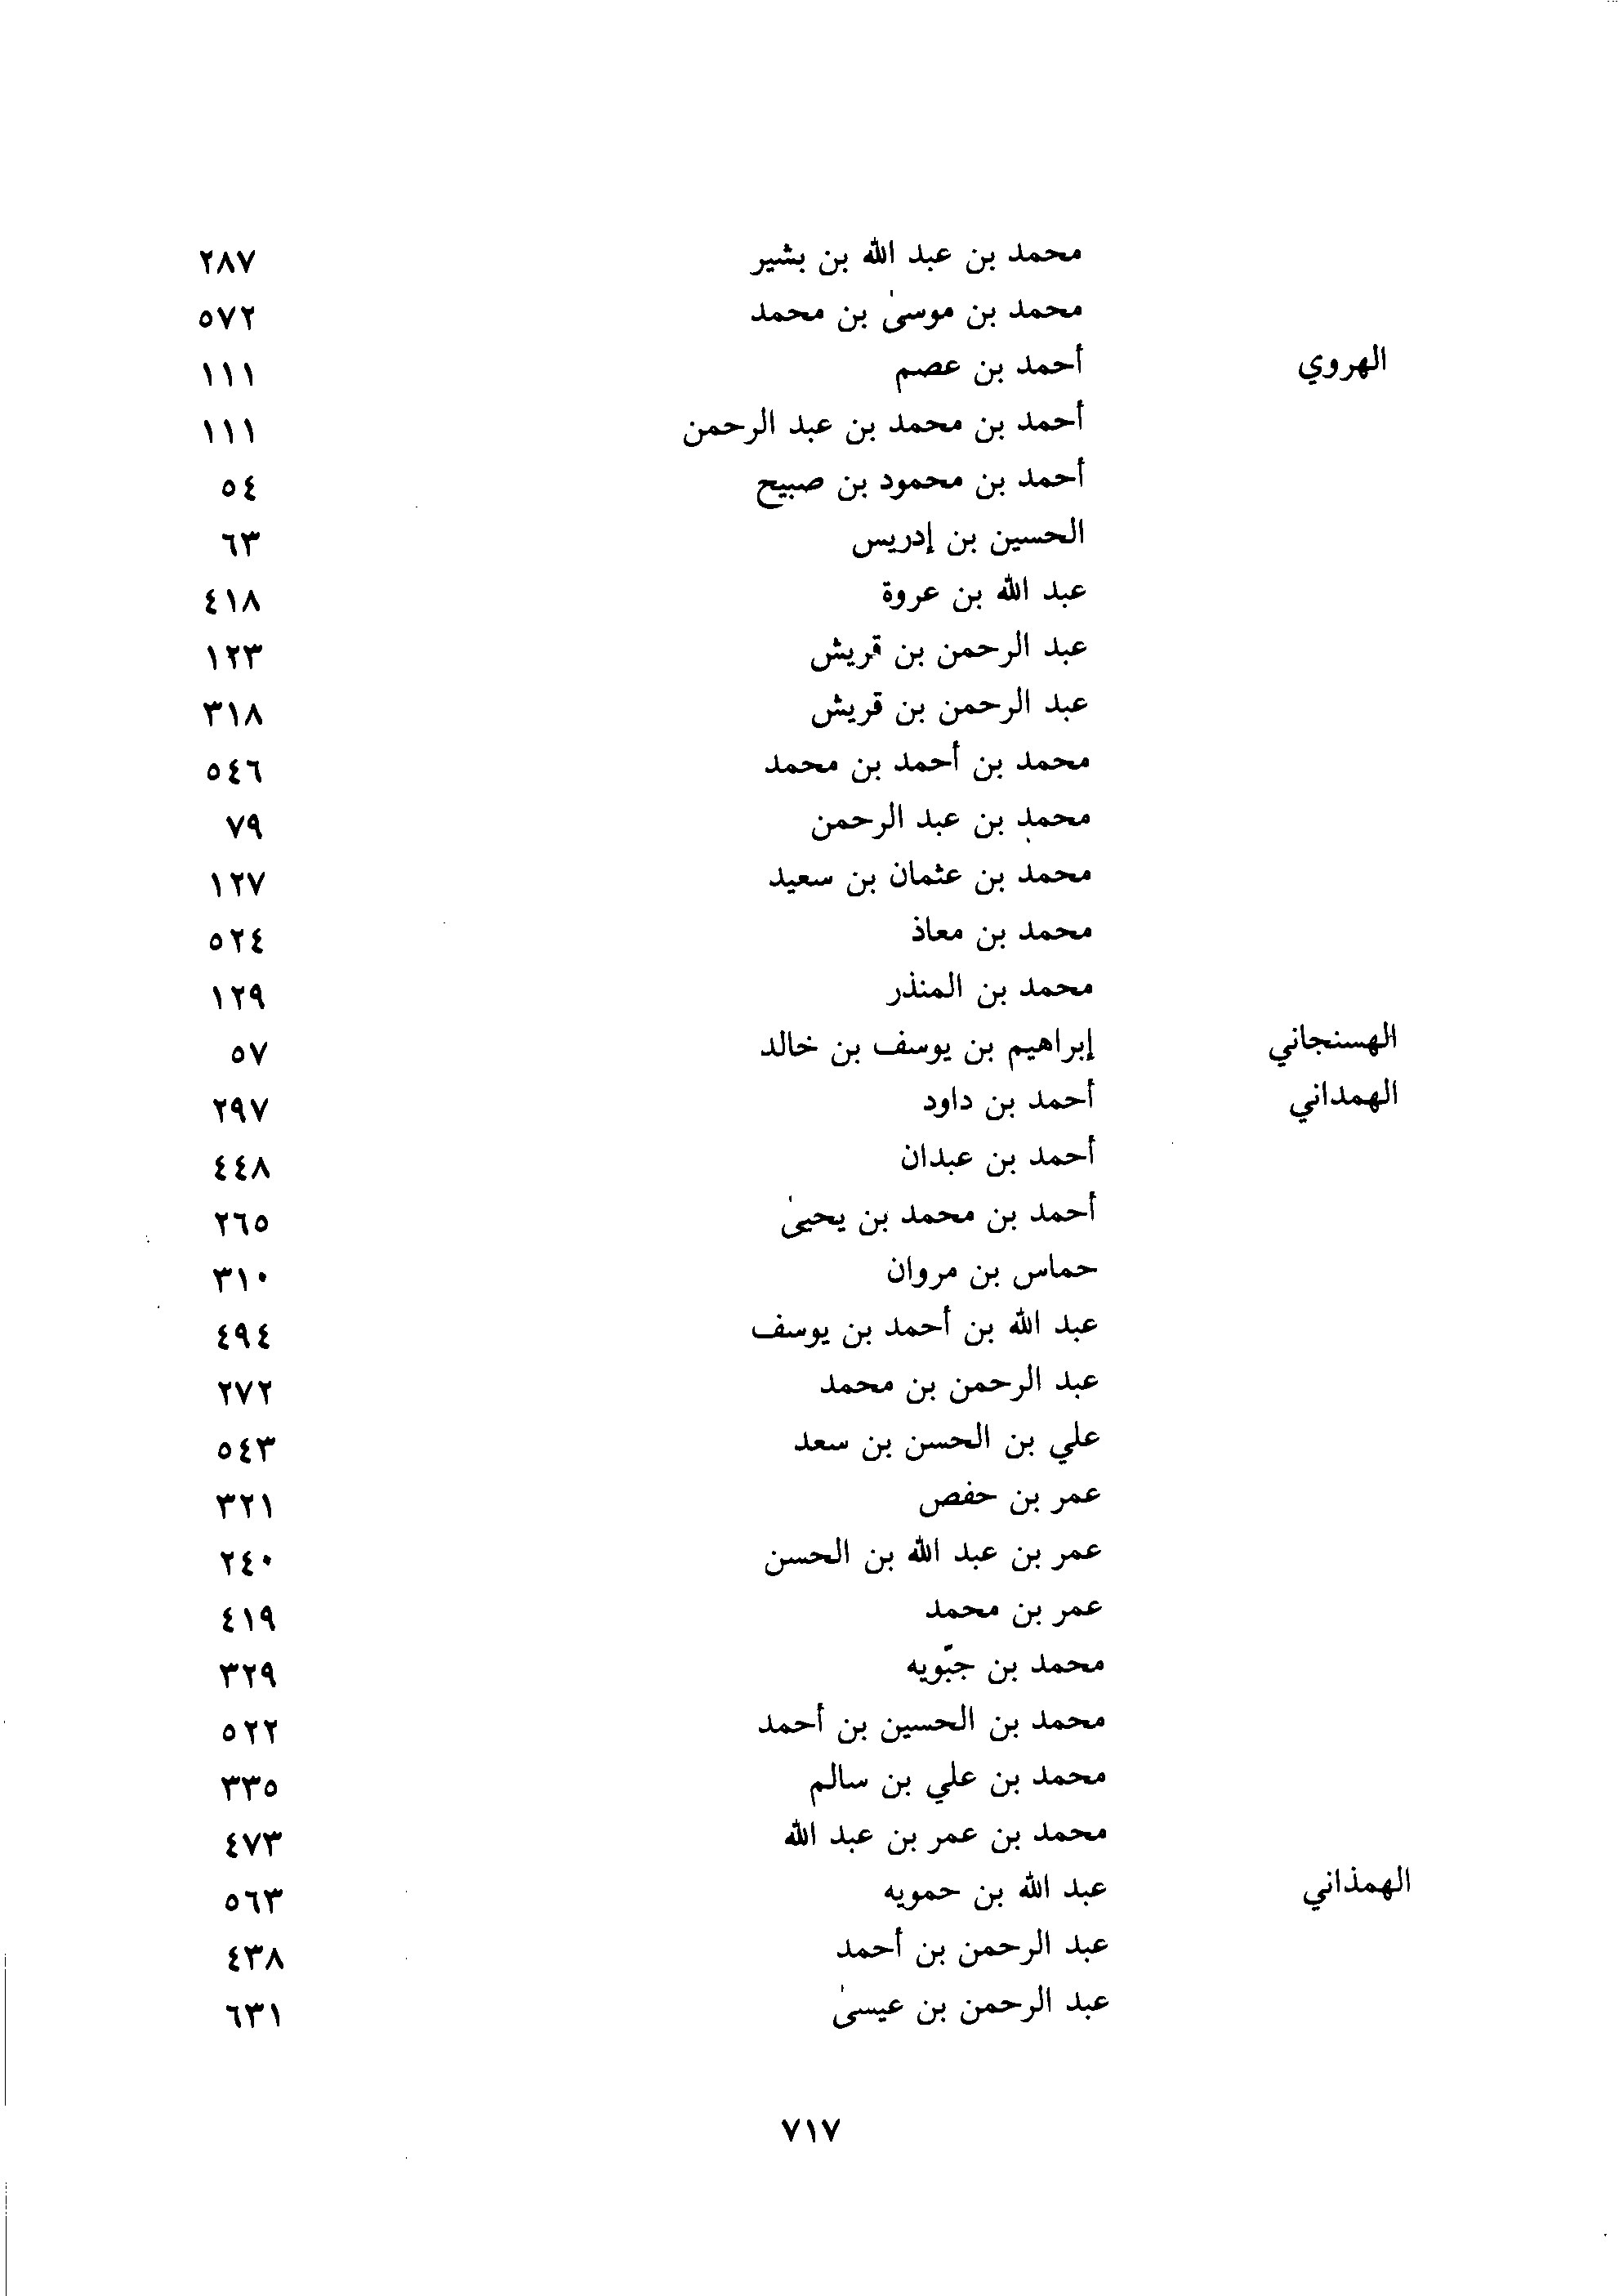 محمد بن عبد الله بن بشير ٢٨٧
محمد بن موسىٰ بن محمد ٥٧٢
الهروي أحمد بن عصم ١١١
أحمد بن محمد بن عبد الرحمن ١١١
أحمد بن محمود بن صبيح ٥٤
الحسين بن إدريس ٦٣
عبد الله بن عروة ٤١٨
عبد الرحمن بن قريش ١٢٣
عبد الرحمن بن قريش ٣١٨
محمد بن أحمد بن محمد ٥٤٦
محمد بن عبد الرحمن ٧٩
محمد بن عثمان بن سعيد ١٢٧
محمد بن معاذ ٥٢٤
محمد بن المنذر ١٢٩
الهسنجاني إبراهيم بن يوسف بن خالد ٥٧
الهمداني أحمد بن داود ٢٩٧
أحمد بن عبدان ٤٤٨
أحمد بن محمد بن يحيىٰ ٢٦٥
حماس بن مروان ٣١٠
عبد الله بن أحمد بن يوسف ٤٩٤
عبد الرحمن بن محمد ٢٧٢
علي بن الحسن بن سعد ٥٤٣
عمر بن حفص ٣٢١
عمر بن عبد الله بن الحسن ٢٤٠
عمر بن محمد ٤١٩
محمد بن جبّويه ٣٢٩
محمد بن الحسين بن أحمد ٥٢٢
محمد بن علي بن سالم ٣٣٥
محمد بن عمر بن عبد الله ٤٧٣
الهمذاني عبد الله بن حمويه ٥٦٣
عبد الرحمن بن أحمد ٤٣٨
عبد الرحمن بن عيسىٰ ٦٣١
٧١٧